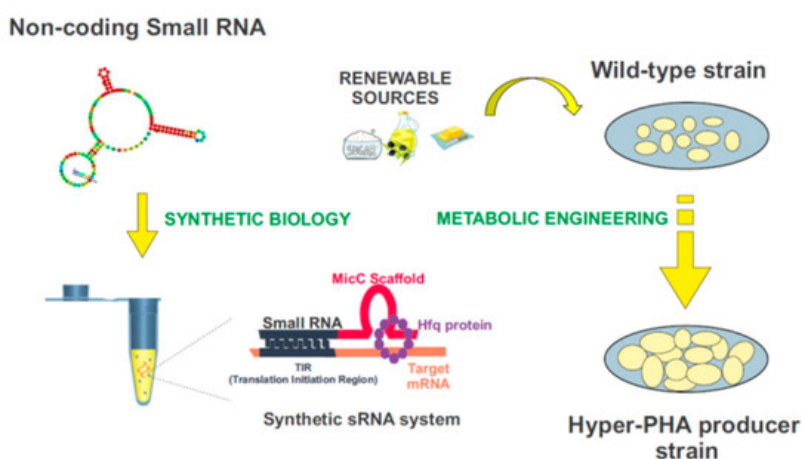 Non-coding Small RNA
RENEWABLE
SOURCES
SUGAR
Wild-type strain
SYNTHETIC BIOLOGY
METABOLIC ENGINEERING
MicC Scaffold
Small RNA
Hfq protein
TIR
(Translation Initiation Region)
Target
mRNA
Synthetic sRNA system
Hyper-PHA producer
strain